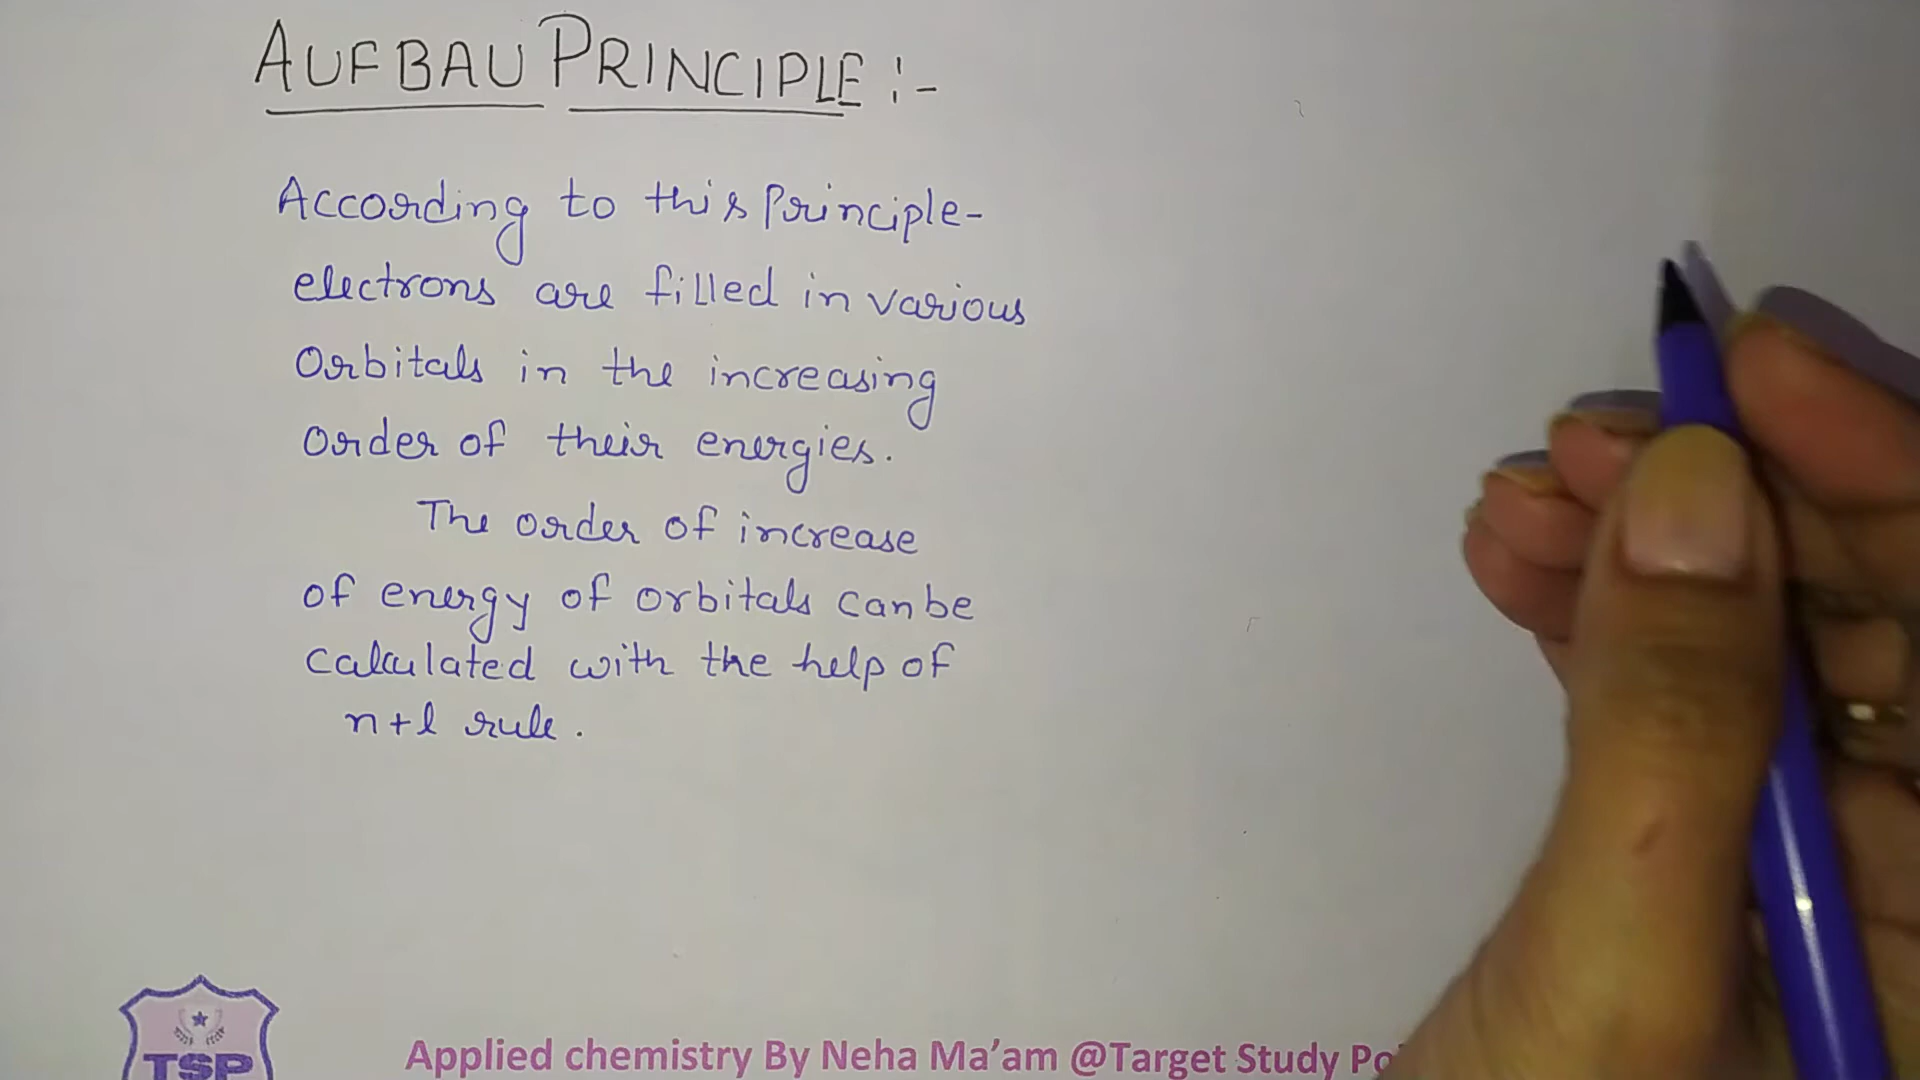 AUFBAU PRINCIPLE :-
According to this principle-
electrons are filled in various
orbitals in the increasing
order of their energies.
The order of increase
of energy of orbitals can be
calculated with the help of
n+l rule.
TSP
Applied chemistry By Neha Ma'am @Target Study